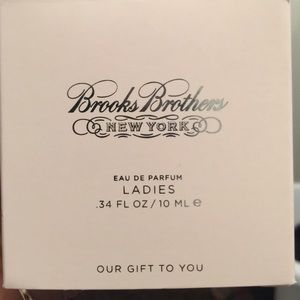 Brooks Brothers
NEW YORK
EAU DE PARFUM
LADIES
.34 FL OZ / 10 ML ℮
OUR GIFT TO YOU